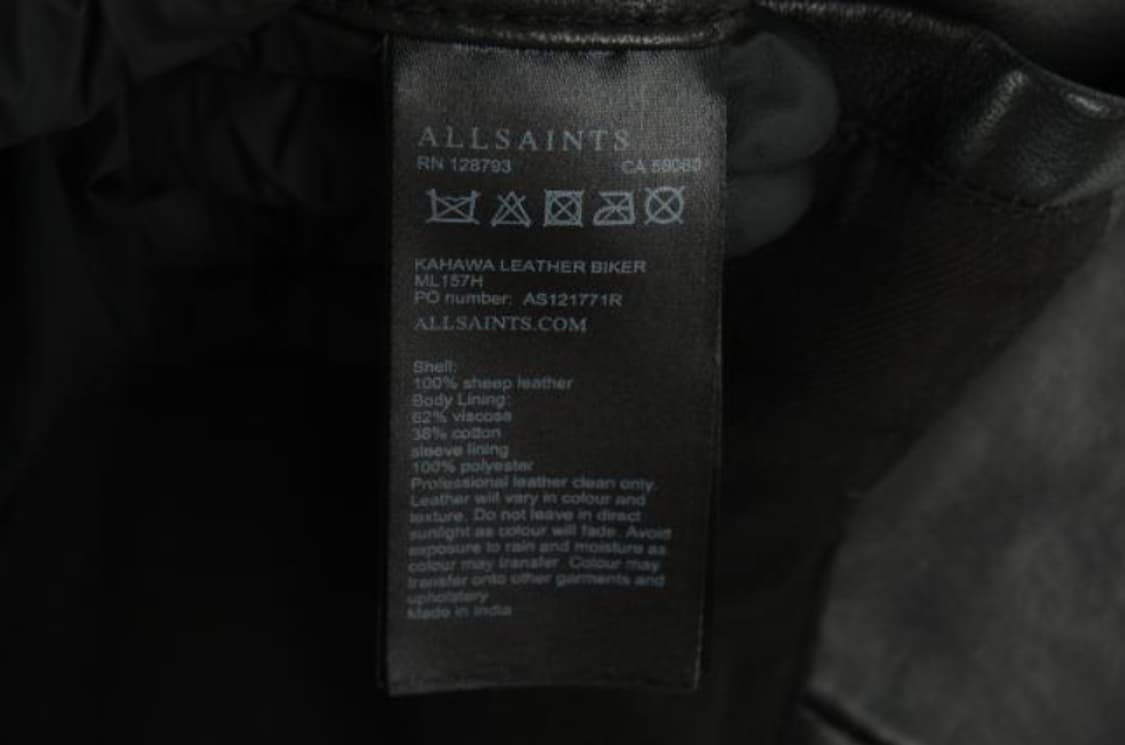 ALLSAINTS
RN 128793 CA
KAHAWA LEATHER BIKER
ML157H
PO number: AS121771R
ALLSAINTS.COM
Shell:
100% sheep leather
Body Lining:
62% viscose
38% cotton
sleeve lining
100% polyester
Professional leather clean only.
Leather will vary in colour and
texture. Do not leave in direct
sunlight as colour will fade. Avoid
exposure to rain and moisture as
colour may transfer. Colour may
transfer onto other garments and
upholstery
Made in India